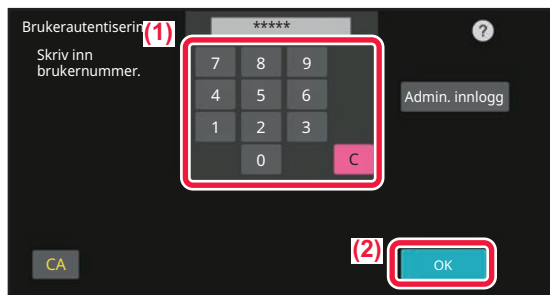 Brukerautentiserin
(1)
*****
?
Skriv inn
brukernummer.
7 8 9
4 5 6
Admin. innlogg
1 2 3
0 C
(2)
CA
OK